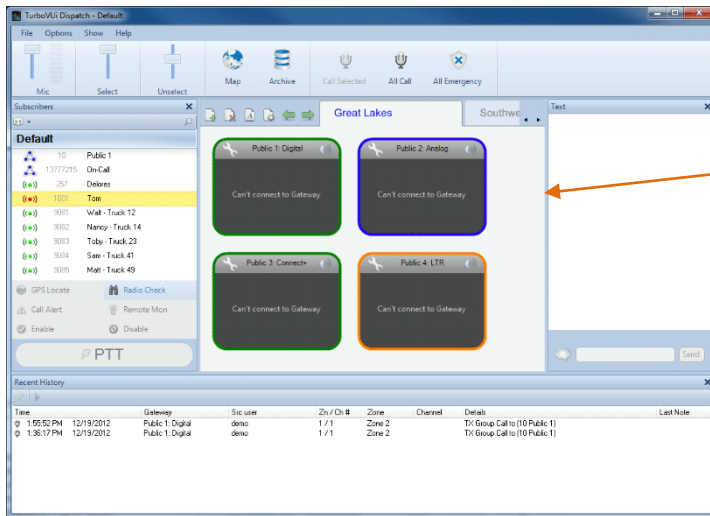 TurboVUi Dispatch - Default
File Options Show Help
Mic Select Unselect
Map Archive Call Selected All Call All Emergency
Subscribers
Default
10 Public 1
13777215 On-Call
257 Delores
1001 Tom
9081 Walt - Truck 12
9082 Nancy - Truck 14
9083 Toby - Truck 23
9084 Sam - Truck 41
9085 Matt - Truck 49
GPS Locate Radio Check
Call Alert Remote Mon
Enable Disable
PTT
Great Lakes Southwe
Public 1: Digital
Can't connect to Gateway
Public 2: Analog
Can't connect to Gateway
Public 3: Connect+
Can't connect to Gateway
Public 4: LTR
Can't connect to Gateway
Text
Send
Recent History
Time Gateway Src user Zn / Ch # Zone Channel Details Last Note
1:55:52 PM 12/19/2012 Public 1: Digital demo 1 / 1 Zone 2 TX Group Call to (10 Public 1)
1:36:17 PM 12/19/2012 Public 1: Digital demo 1 / 1 Zone 2 TX Group Call to (10 Public 1)